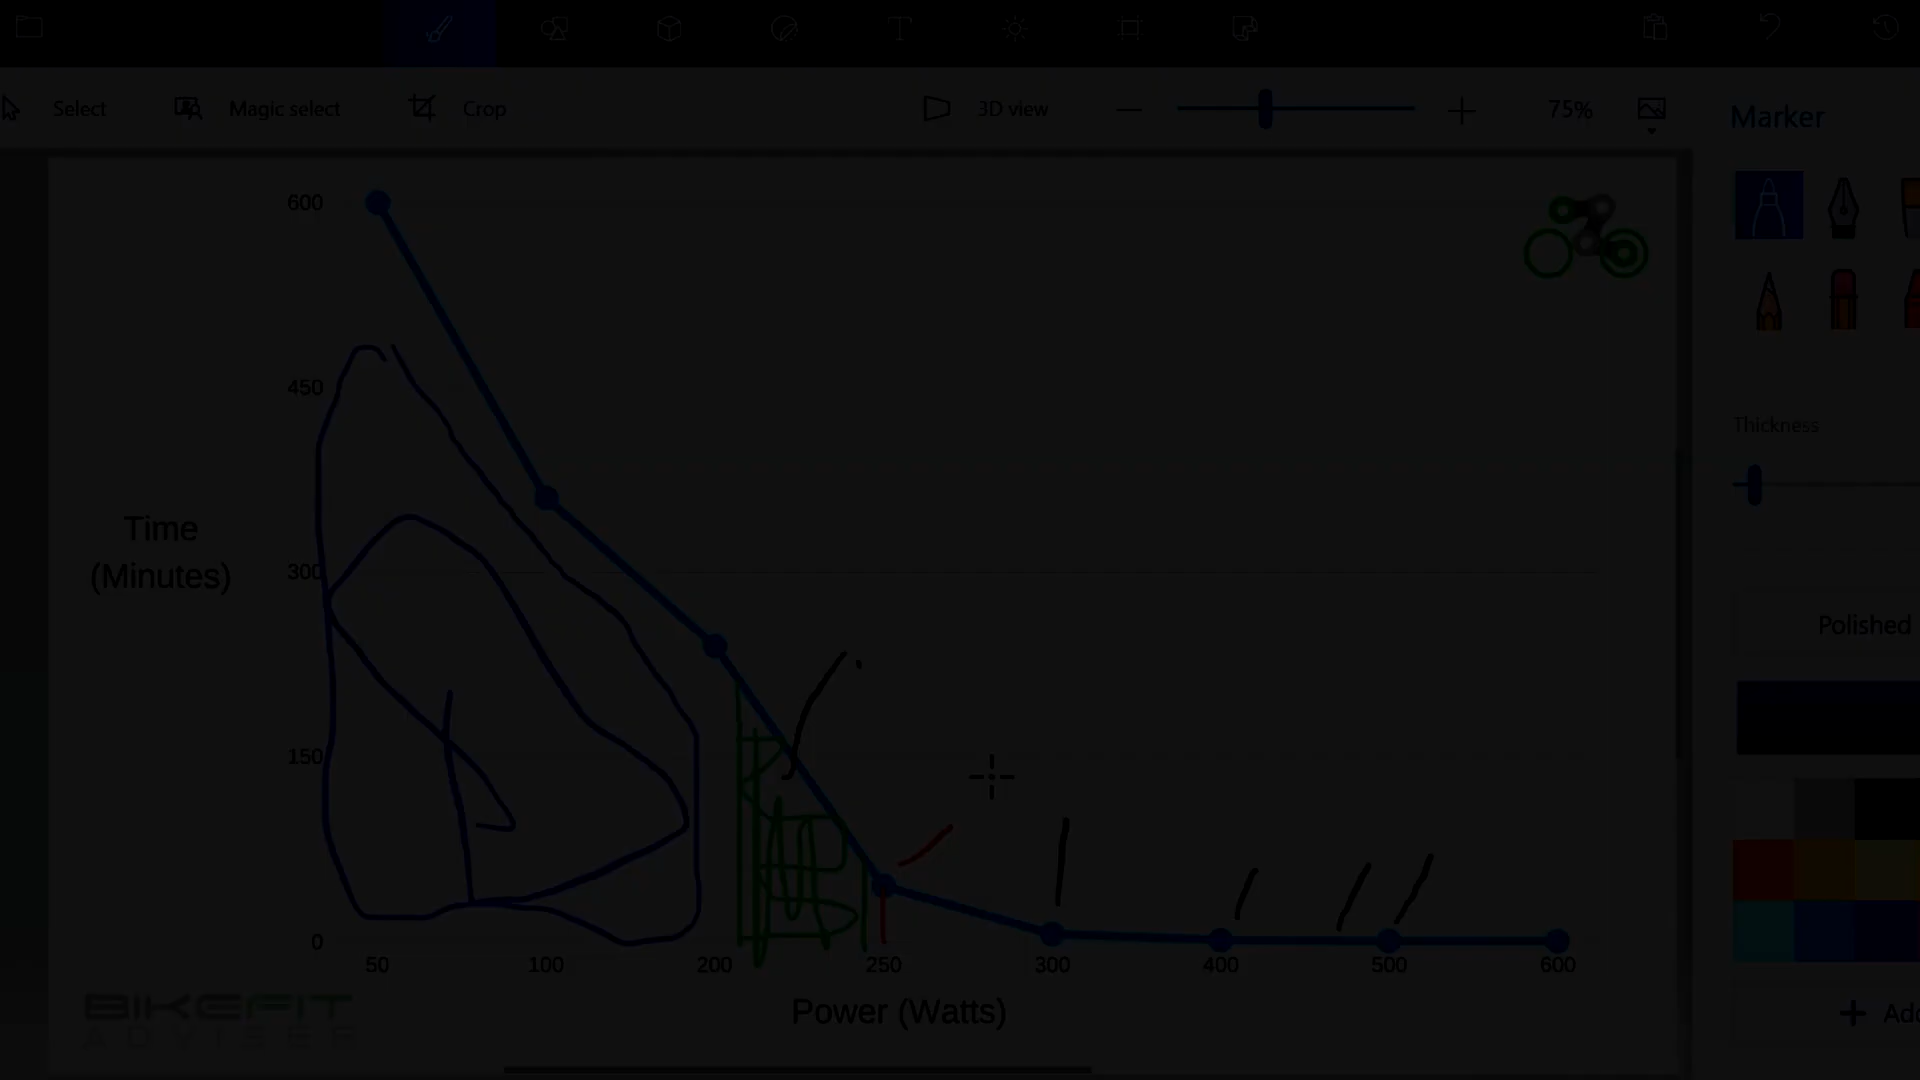 Select Magic select Crop 3D view 75%
Marker
600
450
Thickness
Time
(Minutes)
300
Polished
150
0
50 100 200 250 300 400 500 600
Power (Watts)
BIKEFIT
ADVISER